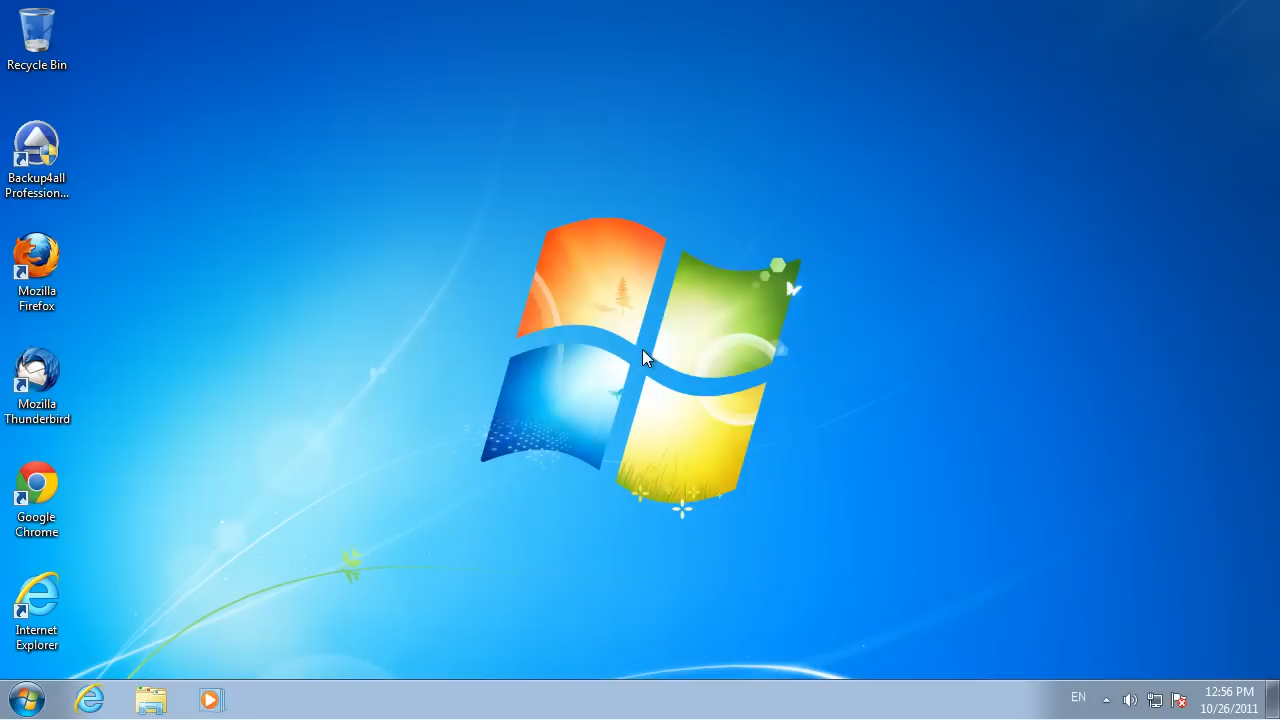 Recycle Bin
Backup4all
Profession...
Mozilla
Firefox
Mozilla
Thunderbird
Google
Chrome
Internet
Explorer
EN
12:56 PM
10/26/2011